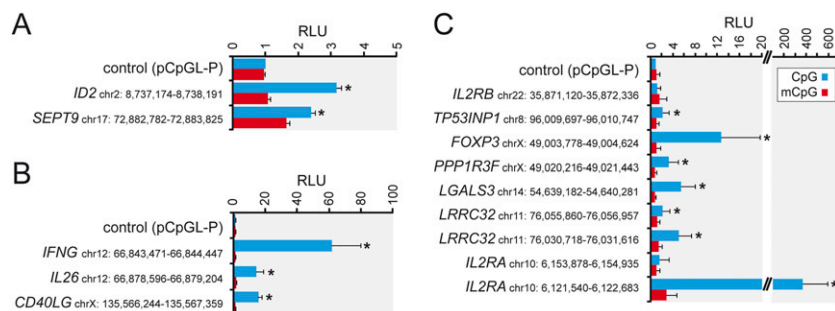 A
RLU
0 1 2 3 4 5
control (pCpGL-P)
ID2 chr2: 8,737,174-8,738,191 *
SEPT9 chr17: 72,882,782-72,883,825 *
B
RLU
0 20 40 60 80 100
control (pCpGL-P)
IFNG chr12: 66,843,471-66,844,447 *
IL26 chr12: 66,878,596-66,879,204 *
CD40LG chrX: 135,566,244-135,567,359 *
C
RLU
0 4 8 12 16 20 200 400 600 800
CpG
mCpG
control (pCpGL-P)
IL2RB chr22: 35,871,120-35,872,336
TP53INP1 chr8: 96,009,697-96,010,747 *
FOXP3 chrX: 49,003,778-49,004,624 *
PPP1R3F chrX: 49,020,216-49,021,443 *
LGALS3 chr14: 54,639,182-54,640,281 *
LRRC32 chr11: 76,055,860-76,056,957 *
LRRC32 chr11: 76,030,718-76,031,616 *
IL2RA chr10: 6,153,878-6,154,935
IL2RA chr10: 6,121,540-6,122,683 *